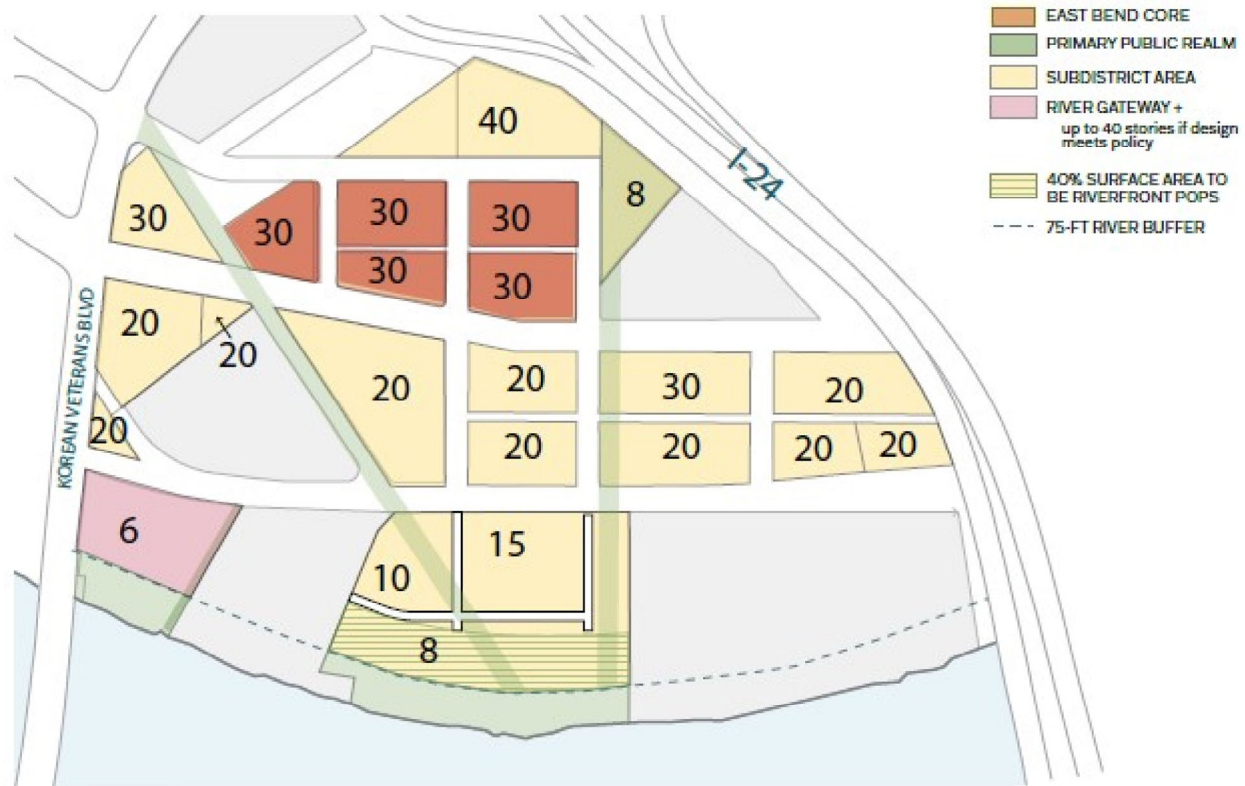 EAST BEND CORE
PRIMARY PUBLIC REALM
SUBDISTRICT AREA
RIVER GATEWAY +
up to 40 stories if design
meets policy
40% SURFACE AREA TO
BE RIVERFRONT POPS
75-FT RIVER BUFFER
I-24
KOREAN VETERANS BLVD
40
8
30
30
30
30
30
30
20
20
20
20
20
30
20
20
20
20
20
20
6
15
10
8